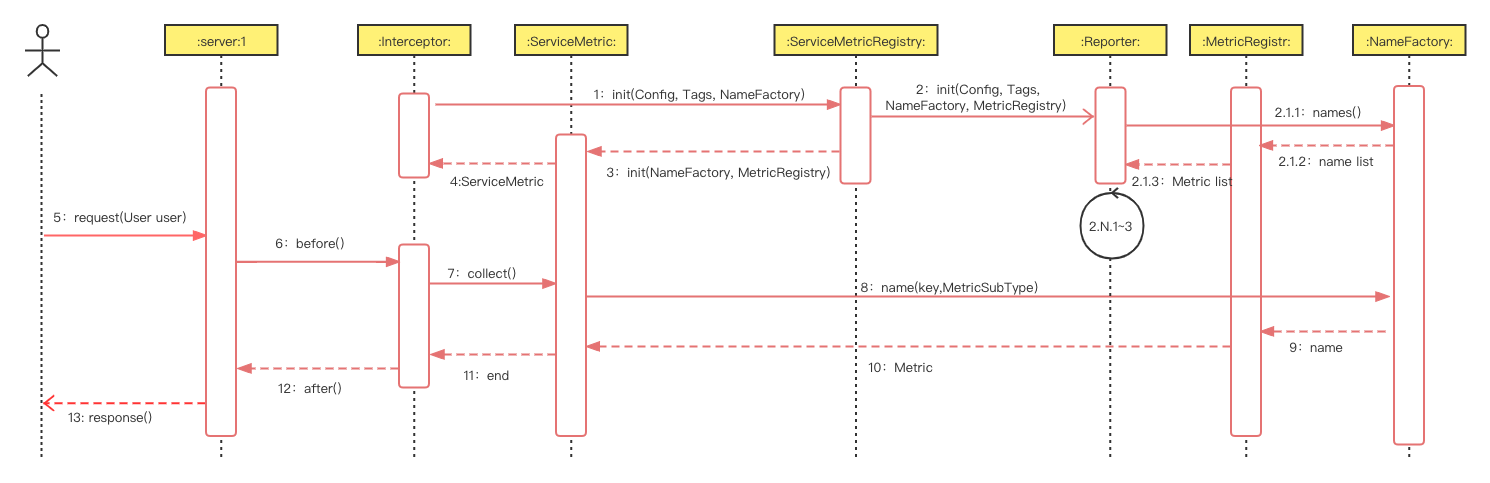 :server:1
:Interceptor:
:ServiceMetric:
:ServiceMetricRegistry:
:Reporter:
:MetricRegistr:
:NameFactory:
1：init(Config, Tags, NameFactory)
2：init(Config, Tags,
NameFactory, MetricRegistry)
2.1.1：names()
2.1.2：name list
2.1.3：Metric list
3：init(NameFactory, MetricRegistry)
4:ServiceMetric
2.N.1~3
5：request(User user)
6：before()
7：collect()
8：name(key,MetricSubType)
9：name
10：Metric
11：end
12：after()
13: response()